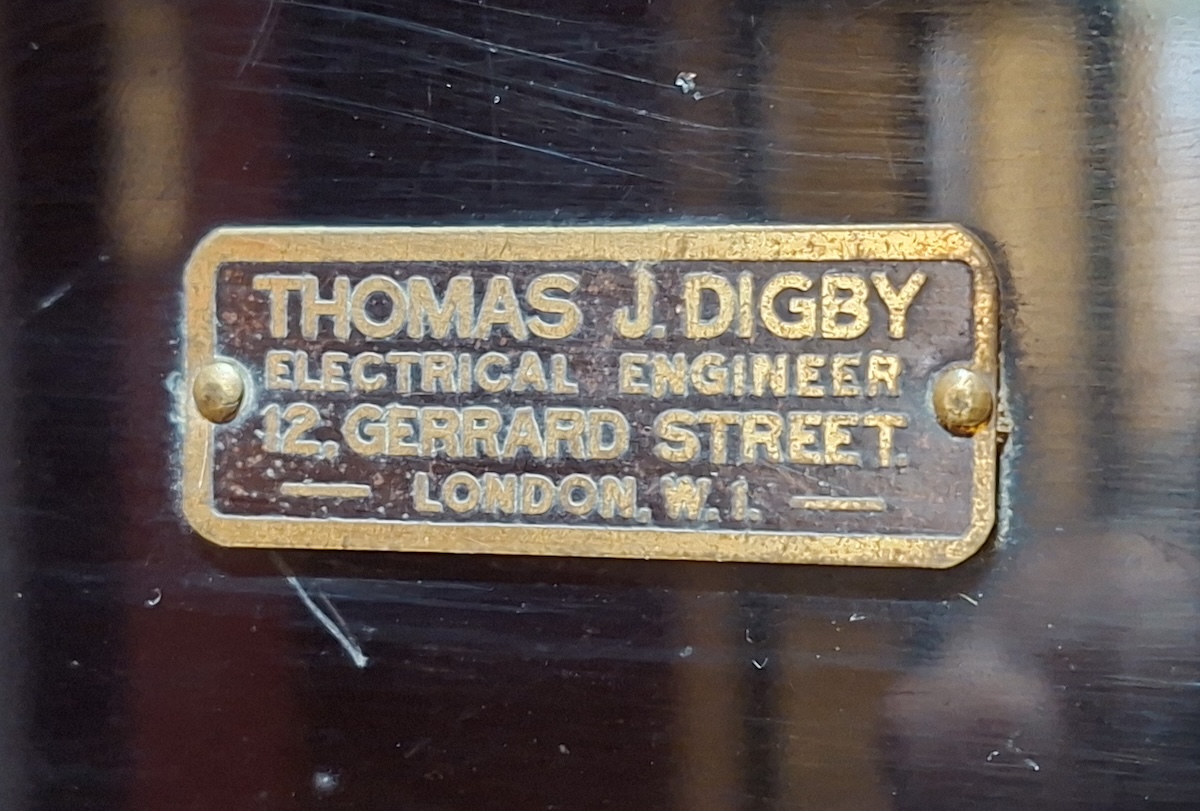 THOMAS J. DIGBY
ELECTRICAL ENGINEER
12, GERRARD STREET.
LONDON, W. 1.